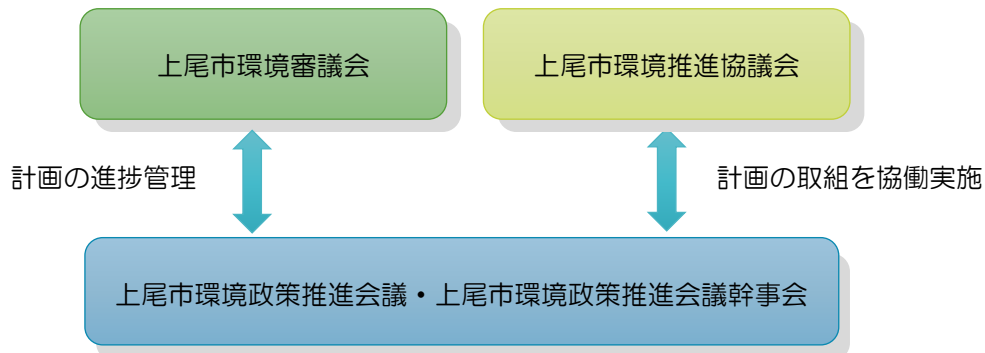 上尾市環境審議会
上尾市環境推進協議会
計画の進捗管理
計画の取組を協働実施
上尾市環境政策推進会議・上尾市環境政策推進会議幹事会